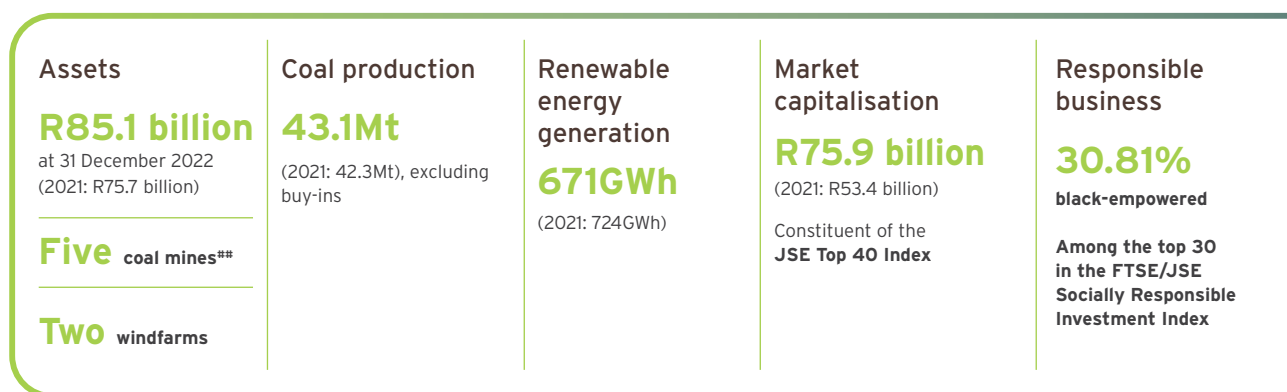 Assets
R85.1 billion
at 31 December 2022
(2021: R75.7 billion)
Five coal mines##
Two windfarms
Coal production
43.1Mt
(2021: 42.3Mt), excluding
buy-ins
Renewable
energy
generation
671GWh
(2021: 724GWh)
Market
capitalisation
R75.9 billion
(2021: R53.4 billion)
Constituent of the
JSE Top 40 Index
Responsible
business
30.81%
black-empowered
Among the top 30
in the FTSE/JSE
Socially Responsible
Investment Index